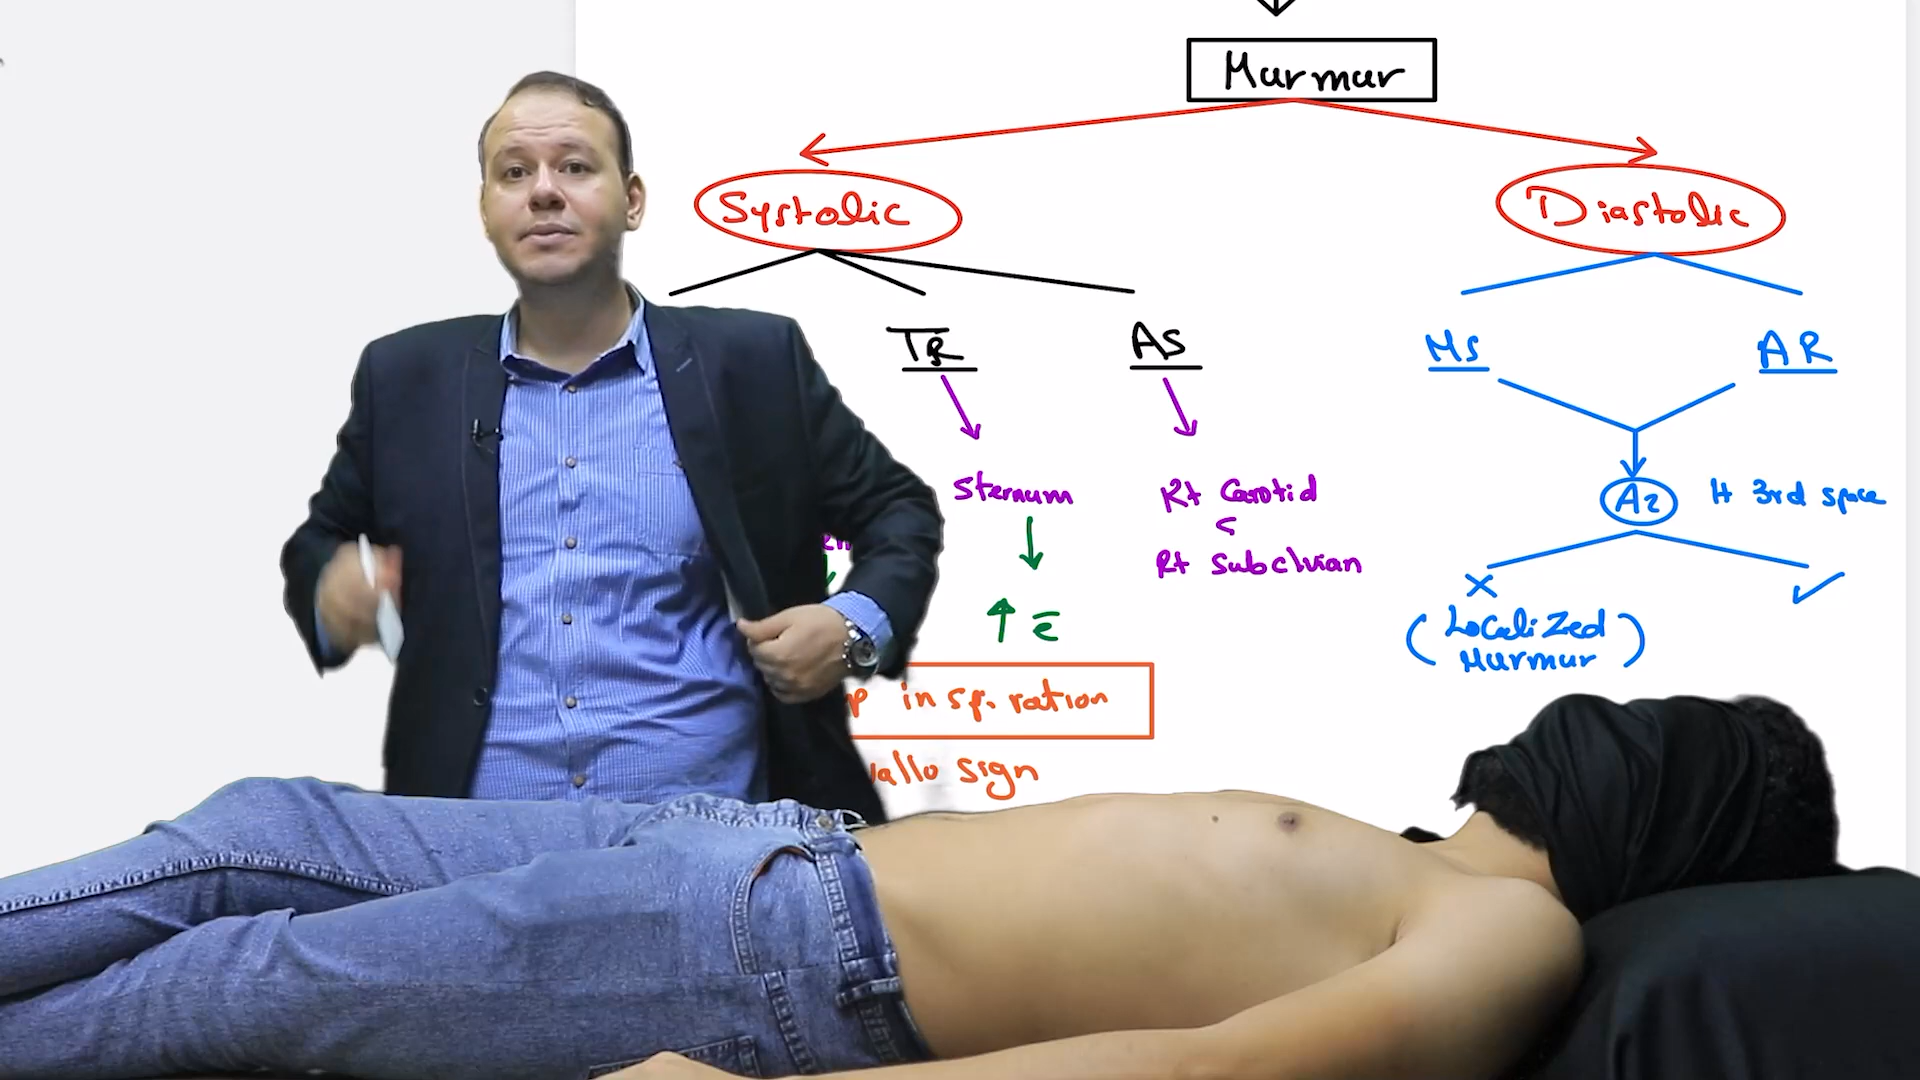 Murmur
Systolic
Diastolic
TR
AS
MS
AR
Sternum
Rt Carotid
Rt Subclvian
A2
Lt 3rd space
↑ c̄
(Localized
Murmur)
inspiration
sign